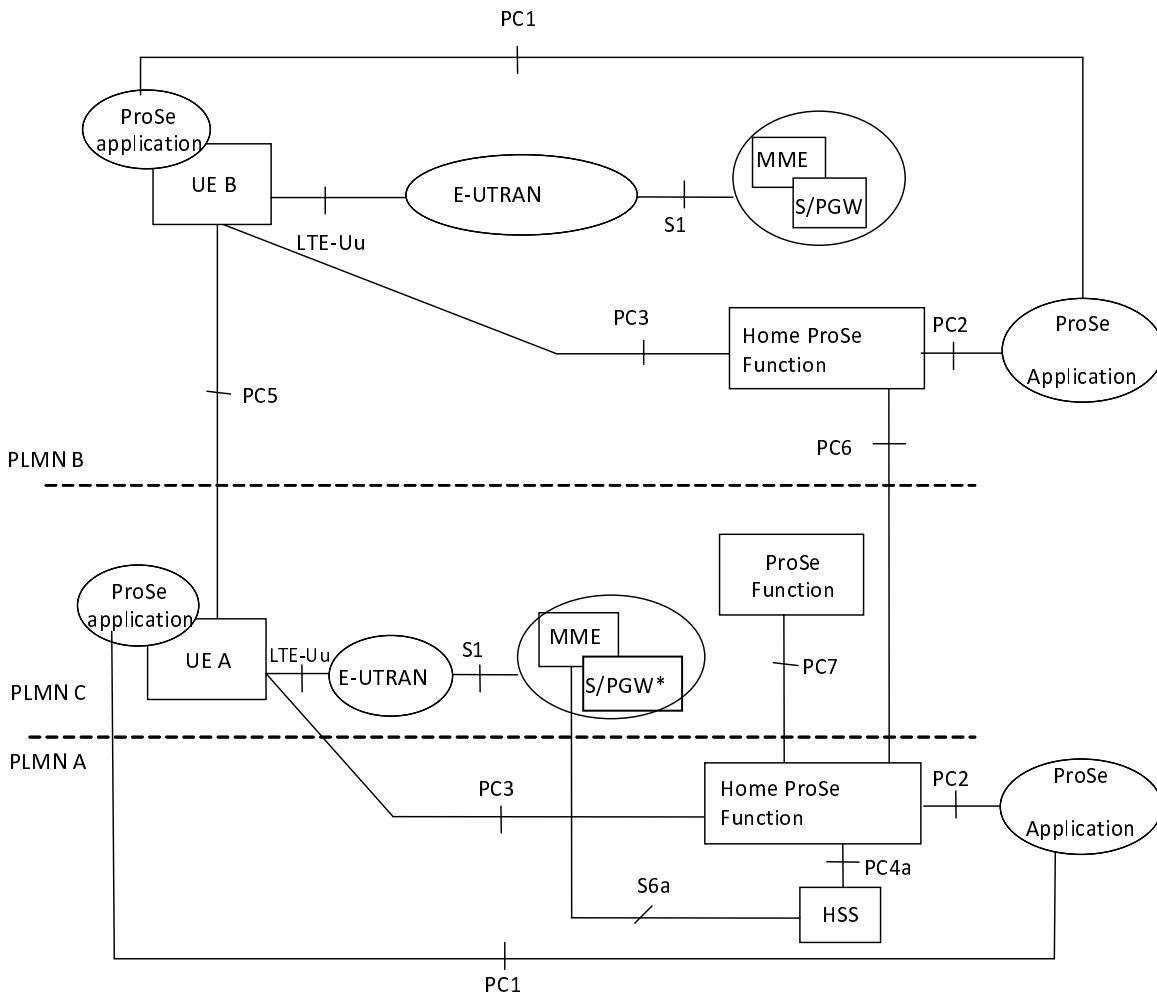 PC1
ProSe
application
UE B
E-UTRAN
MME
S/PGW
S1
LTE-Uu
PC3
Home ProSe
Function
PC2
ProSe
Application
PC5
PC6
PLMN B
ProSe
Function
ProSe
application
UE A
LTE-Uu
E-UTRAN
S1
MME
S/PGW*
PC7
PLMN C
PLMN A
PC3
Home ProSe
Function
PC2
ProSe
Application
PC4a
S6a
HSS
PC1